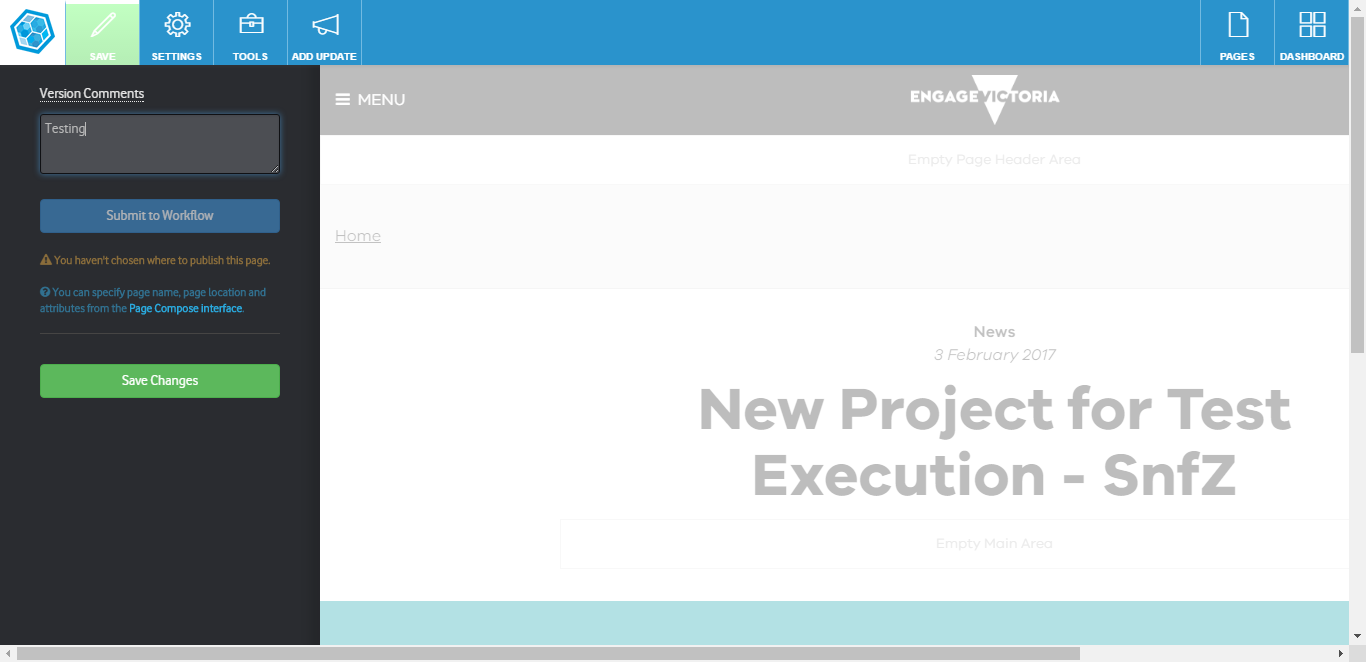 SAVE
SETTINGS
TOOLS
ADD UPDATE
PAGES
DASHBOARD
Version Comments
Testing
Submit to Workflow
You haven't chosen where to publish this page.
You can specify page name, page location and
attributes from the Page Compose interface.
Save Changes
MENU
ENGAGEVICTORIA
Empty Page Header Area
Home
News
3 February 2017
New Project for Test
Execution - SnfZ
Empty Main Area